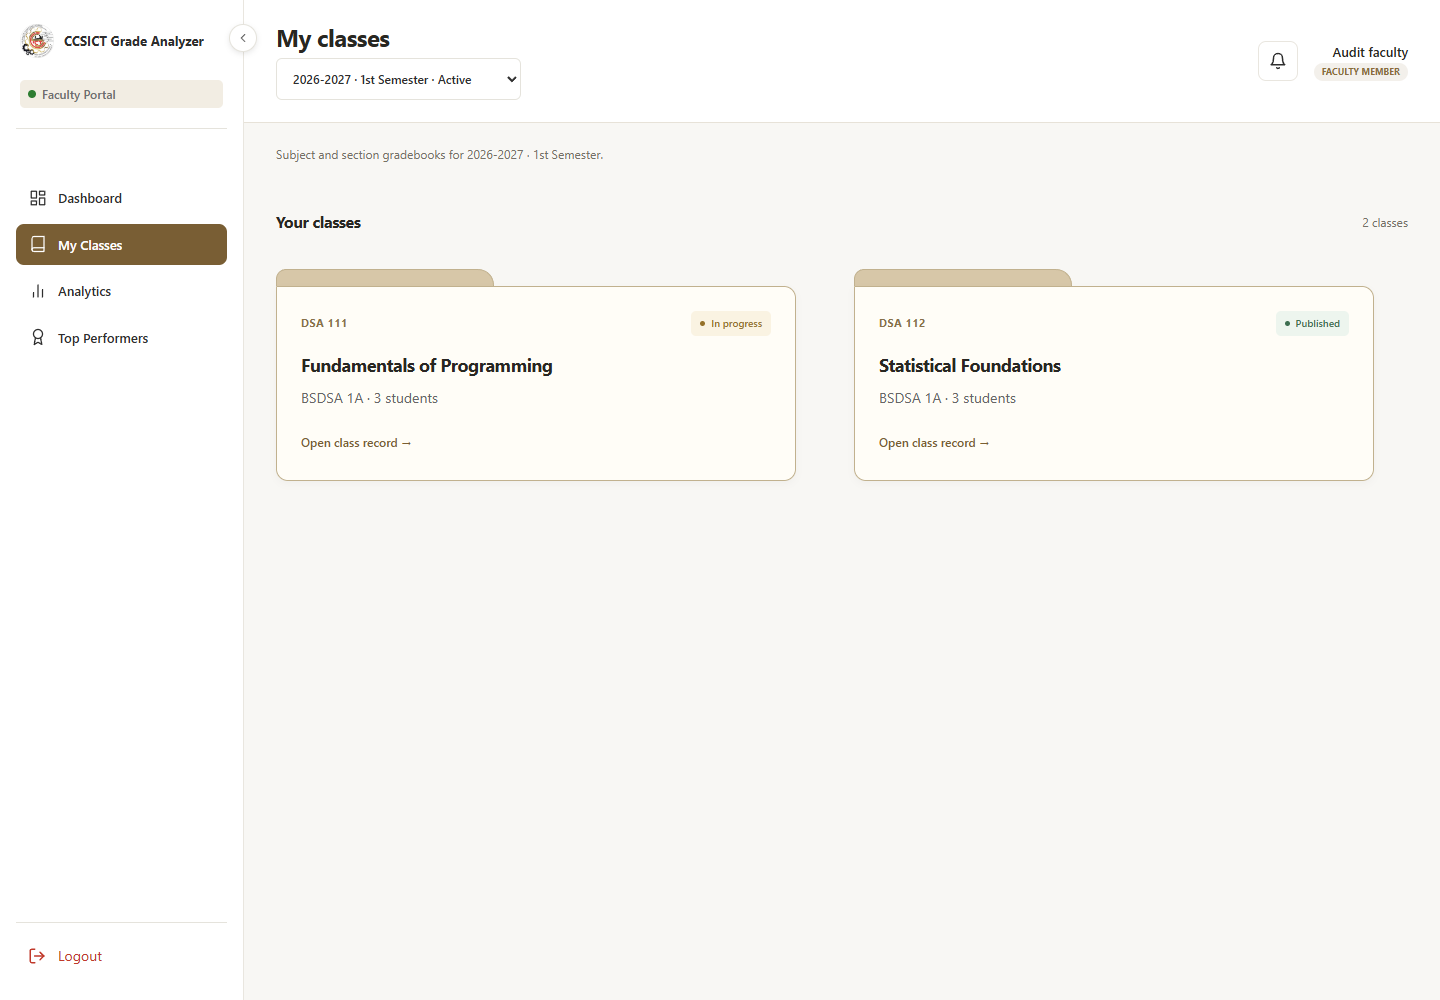 CCSICT Grade Analyzer
Faculty Portal
Dashboard
My Classes
Analytics
Top Performers
Logout
My classes
2026-2027 · 1st Semester · Active
Audit faculty
FACULTY MEMBER
Subject and section gradebooks for 2026-2027 · 1st Semester.
Your classes
2 classes
DSA 111
In progress
Fundamentals of Programming
BSDSA 1A · 3 students
Open class record →
DSA 112
Published
Statistical Foundations
BSDSA 1A · 3 students
Open class record →